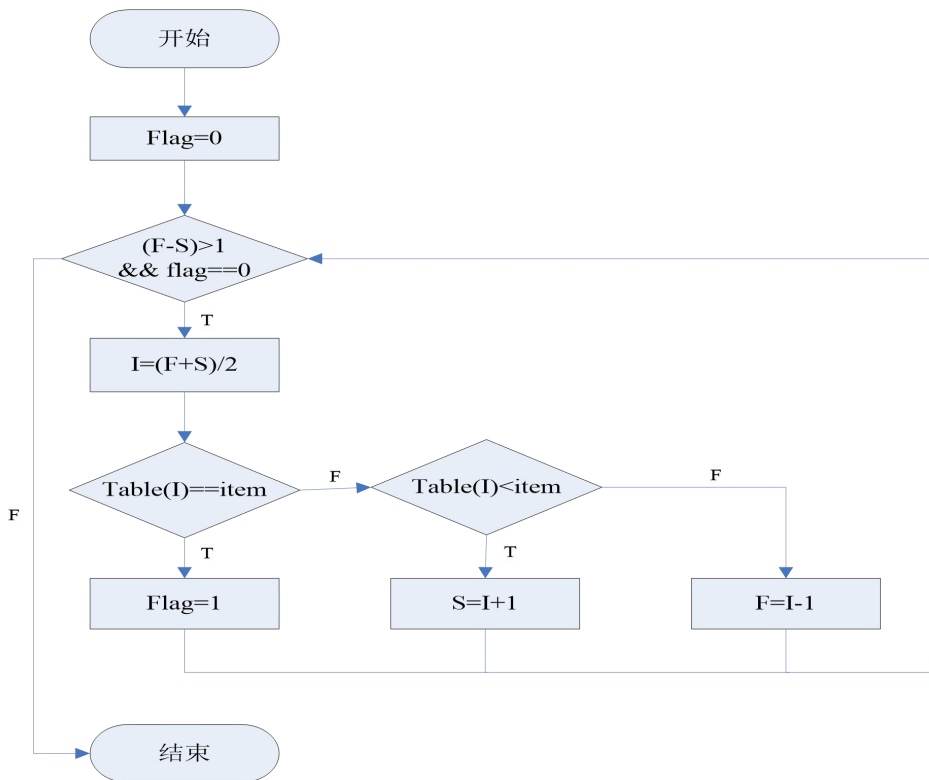 开始
Flag=0
(F-S)>1
&& flag==0
T
I=(F+S)/2
Table(I)==item
F
Table(I)<item
F
F
T
T
Flag=1
S=I+1
F=I-1
结束